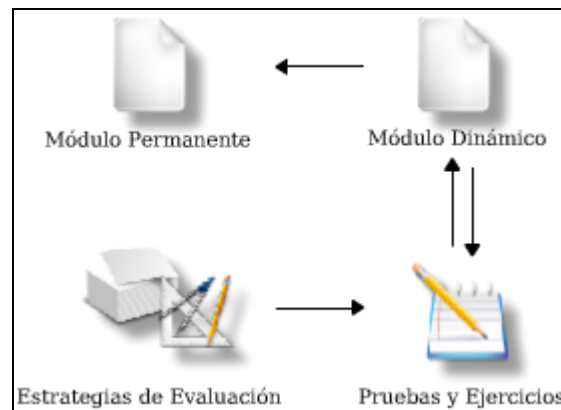 Módulo Permanente
Módulo Dinámico
Estrategias de Evaluación
Pruebas y Ejercicios